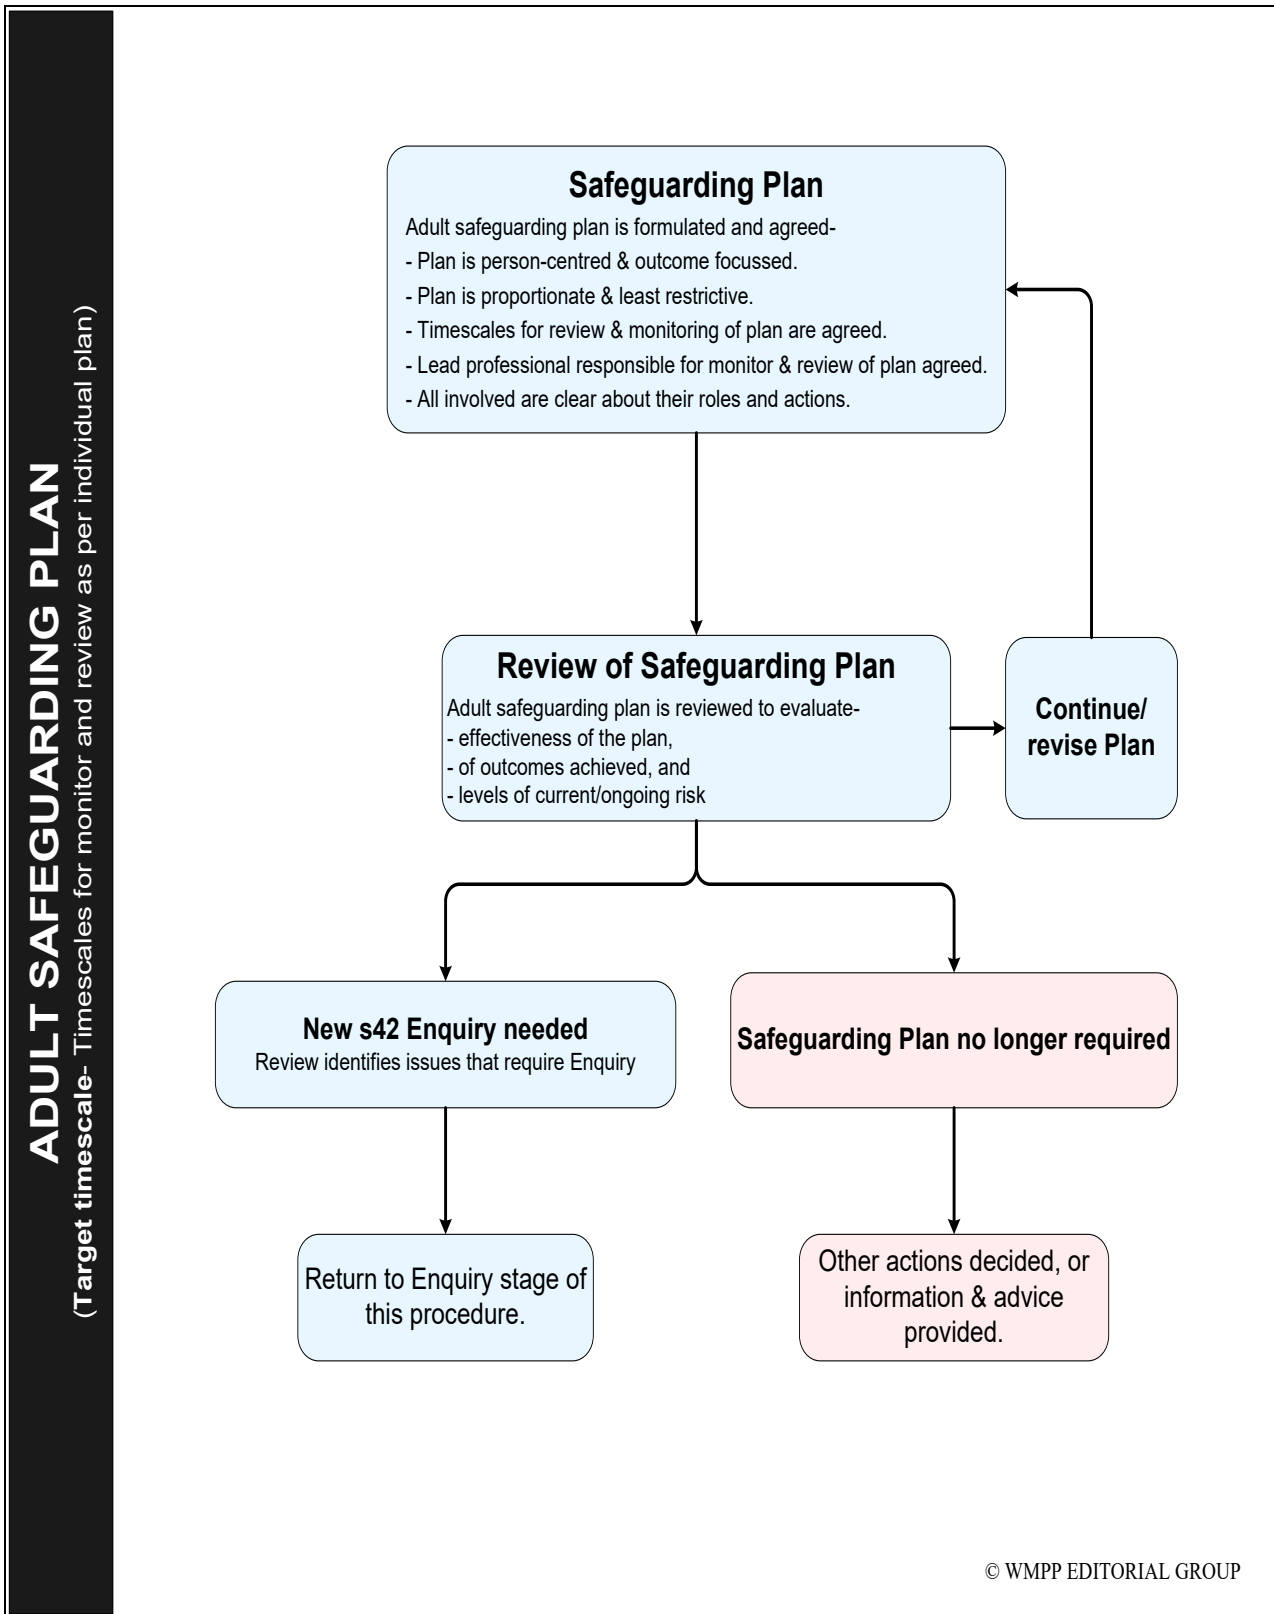 ADULT SAFEGUARDING PLAN
(Target timescale- Timescales for monitor and review as per individual plan)
Safeguarding Plan
Adult safeguarding plan is formulated and agreed-
- Plan is person-centred & outcome focussed.
- Plan is proportionate & least restrictive.
- Timescales for review & monitoring of plan are agreed.
- Lead professional responsible for monitor & review of plan agreed.
- All involved are clear about their roles and actions.
Review of Safeguarding Plan
Adult safeguarding plan is reviewed to evaluate-
- effectiveness of the plan,
- of outcomes achieved, and
- levels of current/ongoing risk
Continue/
revise Plan
New s42 Enquiry needed
Review identifies issues that require Enquiry
Safeguarding Plan no longer required
Return to Enquiry stage of
this procedure.
Other actions decided, or
information & advice
provided.
© WMPP EDITORIAL GROUP